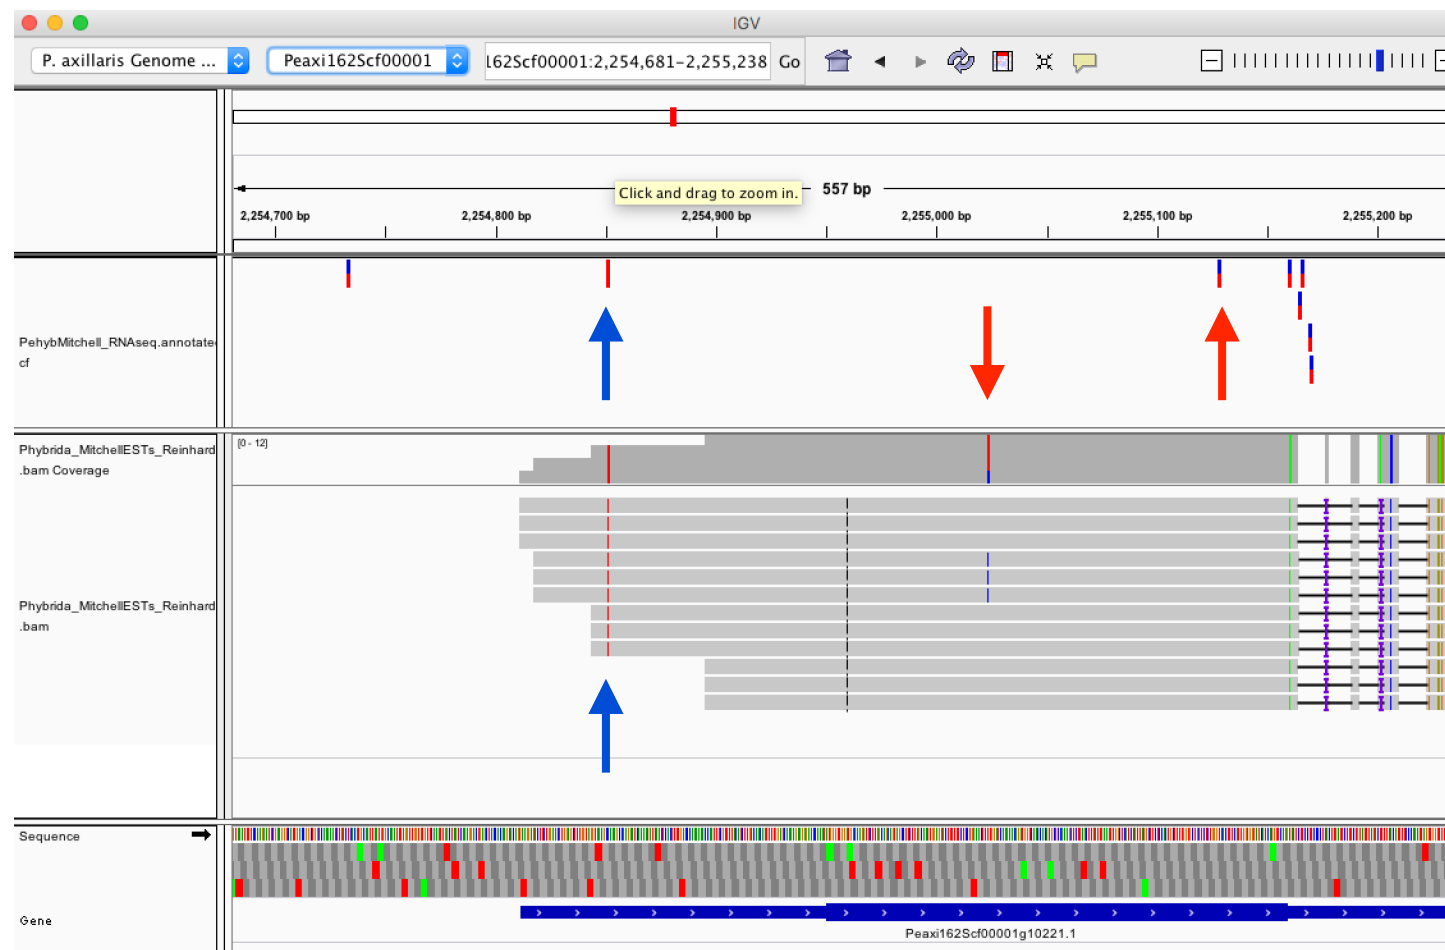 IGV
P. axillaris Genome ...
Peaxi162Scf00001
162Scf00001:2,254,681-2,255,238
Go
557 bp
Click and drag to zoom in.
2,254,700 bp
2,254,800 bp
2,254,900 bp
2,255,000 bp
2,255,100 bp
2,255,200 bp
PehybMitchell_RNAseq.annotated
cf
Phybrida_MitchellESTs_Reinhard
.bam Coverage
[0 - 12]
Phybrida_MitchellESTs_Reinhard
.bam
Sequence
Gene
Peaxi162Scf00001g10221.1